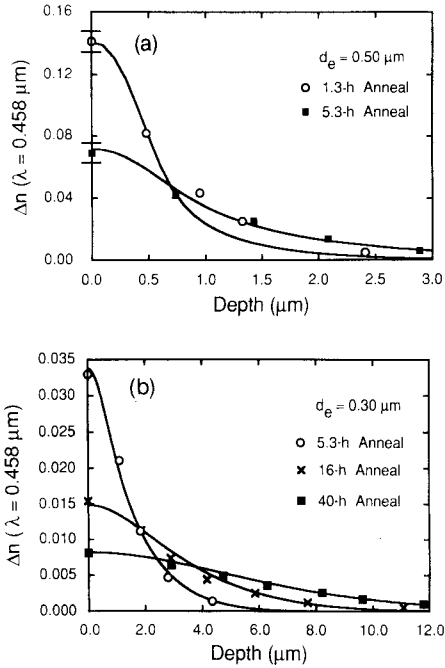 0.16
0.12
0.08
0.04
0.00
Δn ( λ = 0.458 μm)
(a)
dₑ = 0.50 μm
1.3-h Anneal
5.3-h Anneal
0.0 0.5 1.0 1.5 2.0 2.5 3.0
Depth (μm)
0.035
0.030
0.025
0.020
0.015
0.010
0.005
0.000
Δn ( λ = 0.458 μm)
(b)
dₑ = 0.30 μm
5.3-h Anneal
16-h Anneal
40-h Anneal
0.0 2.0 4.0 6.0 8.0 10.0 12.0
Depth (μm)